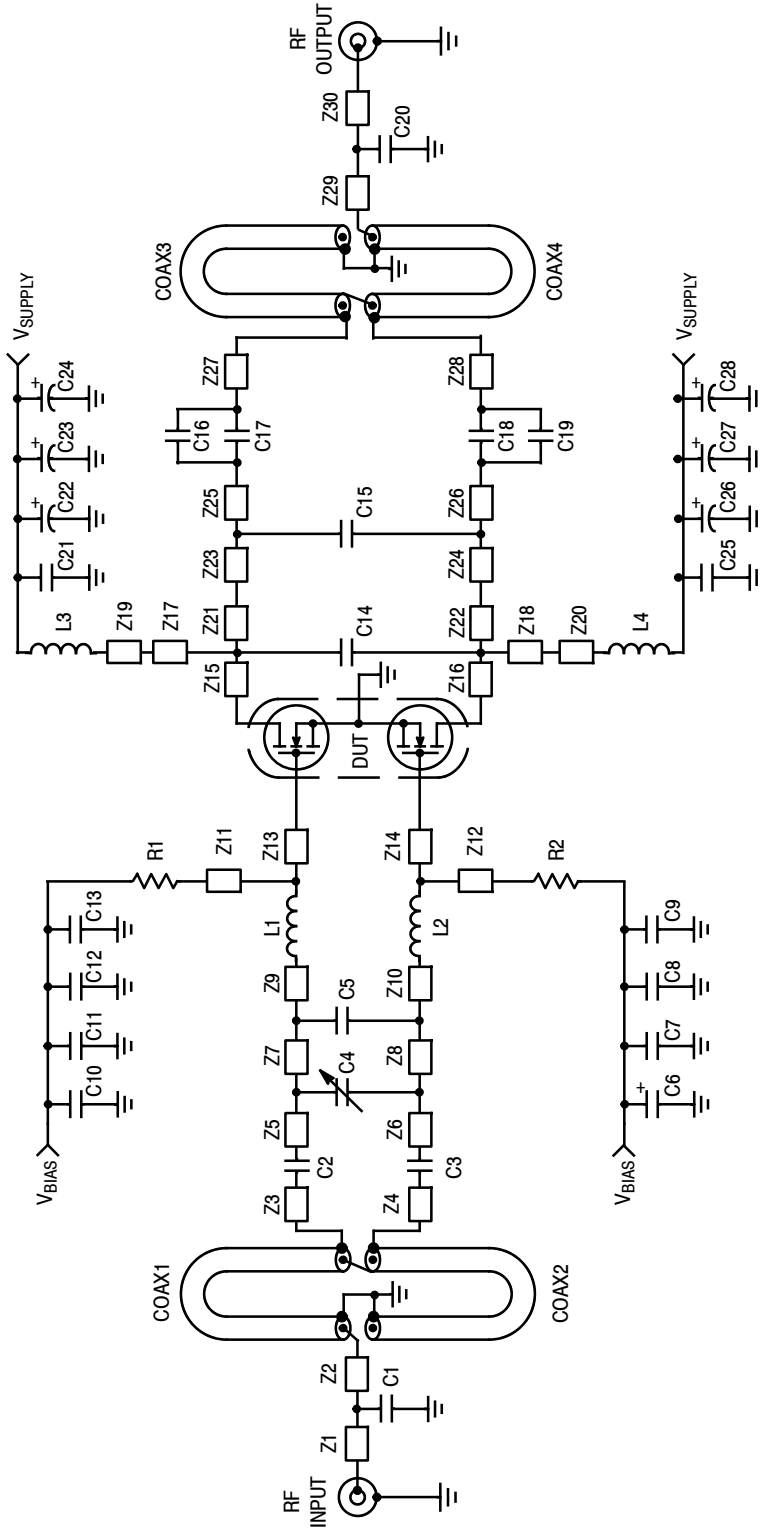 RF
INPUT
Z1
C1
Z2
COAX1
COAX2
Z3
Z4
C2
C3
Z5
Z6
C4
Z7
Z8
C5
Z9
Z10
L1
L2
VBIAS
C10
C11
C12
C13
R1
Z11
VBIAS
+
C6
C7
C8
C9
R2
Z12
Z13
Z14
DUT
Z15
Z16
L3
Z19
Z17
Z18
Z20
L4
C14
Z21
Z22
Z23
Z24
C15
Z25
Z26
C16
C17
C18
C19
Z27
Z28
C21
+
C22
+
C23
+
C24
VSUPPLY
C25
+
C26
+
C27
+
C28
VSUPPLY
COAX3
COAX4
Z29
C20
Z30
RF
OUTPUT